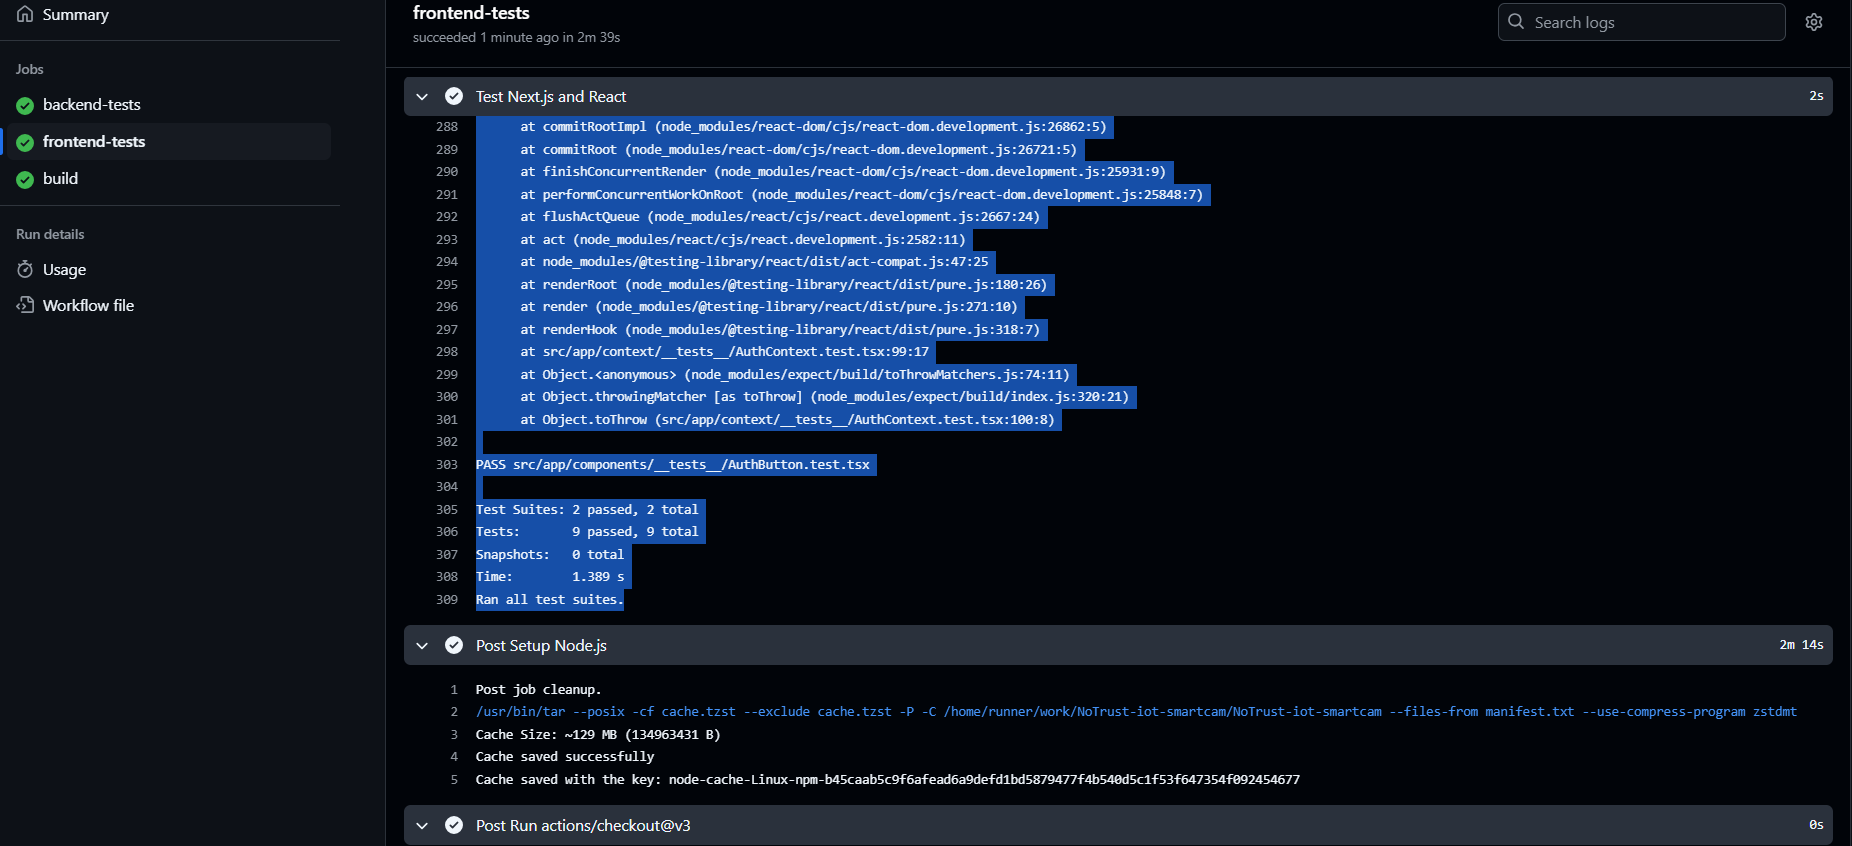 Summary
Jobs
backend-tests
frontend-tests
build
Run details
Usage
Workflow file
frontend-tests
succeeded 1 minute ago in 2m 39s
Search logs
Test Next.js and React 2s
288 at commitRootImpl (node_modules/react-dom/cjs/react-dom.development.js:26862:5)
289 at commitRoot (node_modules/react-dom/cjs/react-dom.development.js:26721:5)
290 at finishConcurrentRender (node_modules/react-dom/cjs/react-dom.development.js:25931:9)
291 at performConcurrentWorkOnRoot (node_modules/react-dom/cjs/react-dom.development.js:25848:7)
292 at flushActQueue (node_modules/react/cjs/react.development.js:2667:24)
293 at act (node_modules/react/cjs/react.development.js:2582:11)
294 at node_modules/@testing-library/react/dist/act-compat.js:47:25
295 at renderRoot (node_modules/@testing-library/react/dist/pure.js:180:26)
296 at render (node_modules/@testing-library/react/dist/pure.js:271:10)
297 at renderHook (node_modules/@testing-library/react/dist/pure.js:318:7)
298 at src/app/context/__tests__/AuthContext.test.tsx:99:17
299 at Object.<anonymous> (node_modules/expect/build/toThrowMatchers.js:74:11)
300 at Object.throwingMatcher [as toThrow] (node_modules/expect/build/index.js:320:21)
301 at Object.toThrow (src/app/context/__tests__/AuthContext.test.tsx:100:8)
302
303 PASS src/app/components/__tests__/AuthButton.test.tsx
304
305 Test Suites: 2 passed, 2 total
306 Tests: 9 passed, 9 total
307 Snapshots: 0 total
308 Time: 1.389 s
309 Ran all test suites.
Post Setup Node.js 2m 14s
1 Post job cleanup.
2 /usr/bin/tar --posix -cf cache.tzst --exclude cache.tzst -P -C /home/runner/work/NoTrust-iot-smartcam/NoTrust-iot-smartcam --files-from manifest.txt --use-compress-program zstdmt
3 Cache Size: ~129 MB (134963431 B)
4 Cache saved successfully
5 Cache saved with the key: node-cache-Linux-npm-b45caab5c9f6afead6a9defd1bd5879477f4b540d5c1f53f647354f092454677
Post Run actions/checkout@v3 0s